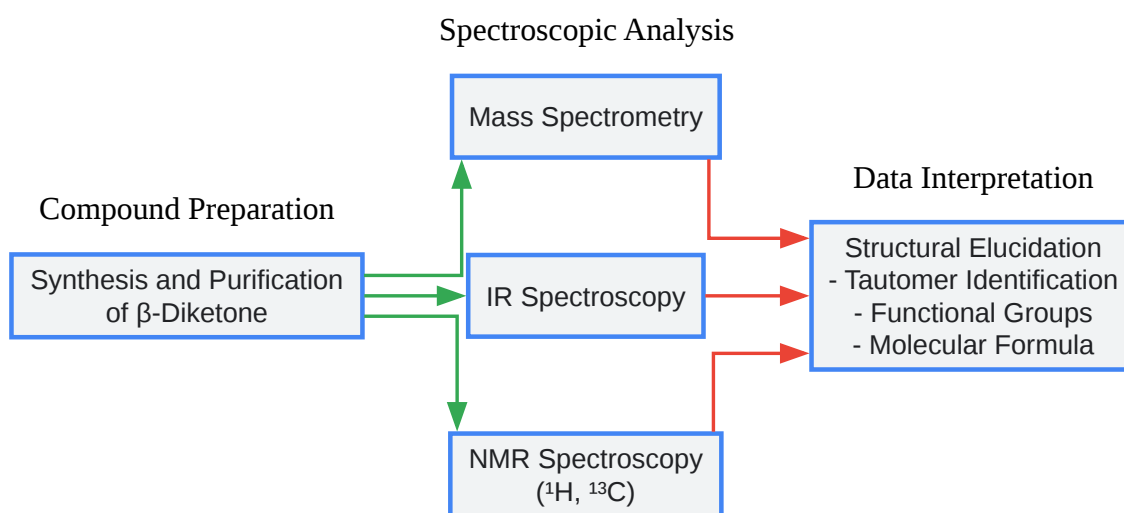 Spectroscopic Analysis
Mass Spectrometry
Data Interpretation
Compound Preparation
Structural Elucidation
- Tautomer Identification
- Functional Groups
- Molecular Formula
Synthesis and Purification
of β-Diketone
IR Spectroscopy
NMR Spectroscopy
(¹H, ¹³C)